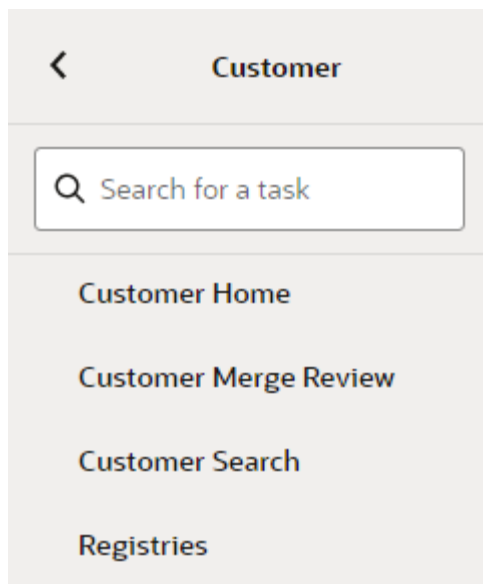 Customer
Search for a task
Customer Home
Customer Merge Review
Customer Search
Registries